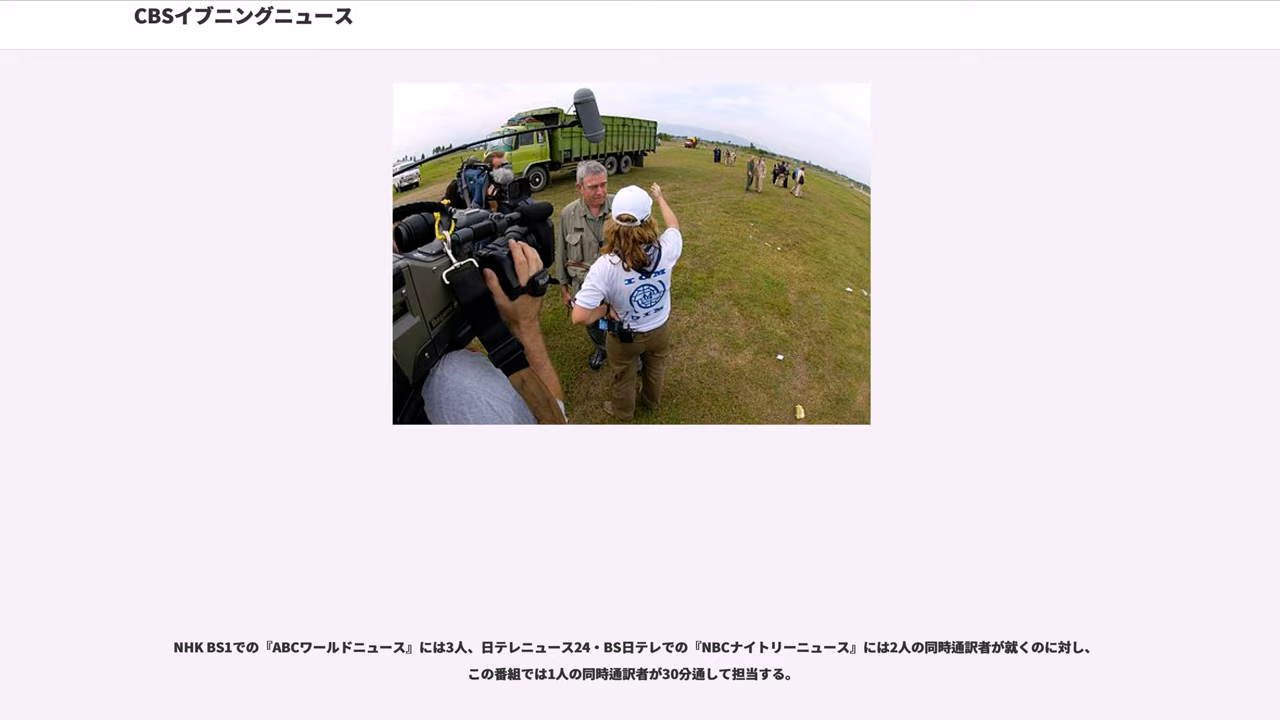 CBSイブニングニュース
IOM
OIM
NHK BS1での『ABCワールドニュース』には3人、日テレニュース24・BS日テレでの『NBCナイトリーニュース』には2人の同時通訳者が就くのに対し、
この番組では1人の同時通訳者が30分通して担当する。